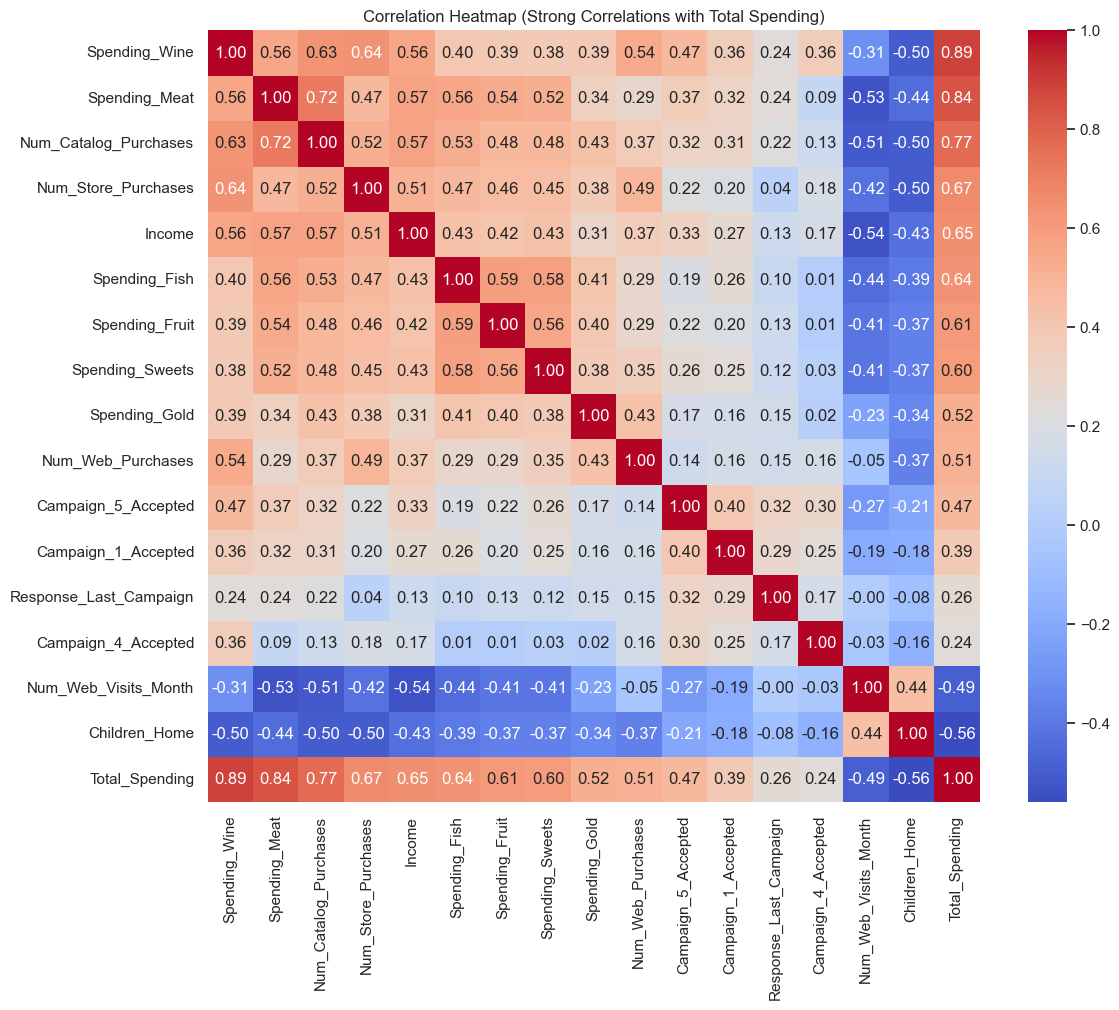 Correlation Heatmap (Strong Correlations with Total Spending)
Spending_Wine 1.00 0.56 0.63 0.64 0.56 0.40 0.39 0.38 0.39 0.54 0.47 0.36 0.24 0.36 -0.31 -0.50 0.89
Spending_Meat 0.56 1.00 0.72 0.47 0.57 0.56 0.54 0.52 0.34 0.29 0.37 0.32 0.24 0.09 -0.53 -0.44 0.84
Num_Catalog_Purchases 0.63 0.72 1.00 0.52 0.57 0.53 0.48 0.48 0.43 0.37 0.32 0.31 0.22 0.13 -0.51 -0.50 0.77
Num_Store_Purchases 0.64 0.47 0.52 1.00 0.51 0.47 0.46 0.45 0.38 0.49 0.22 0.20 0.04 0.18 -0.42 -0.50 0.67
Income 0.56 0.57 0.57 0.51 1.00 0.43 0.42 0.43 0.31 0.37 0.33 0.27 0.13 0.17 -0.54 -0.43 0.65
Spending_Fish 0.40 0.56 0.53 0.47 0.43 1.00 0.59 0.58 0.41 0.29 0.19 0.26 0.10 0.01 -0.44 -0.39 0.64
Spending_Fruit 0.39 0.54 0.48 0.46 0.42 0.59 1.00 0.56 0.40 0.29 0.22 0.20 0.13 0.01 -0.41 -0.37 0.61
Spending_Sweets 0.38 0.52 0.48 0.45 0.43 0.58 0.56 1.00 0.38 0.35 0.26 0.25 0.12 0.03 -0.41 -0.37 0.60
Spending_Gold 0.39 0.34 0.43 0.38 0.31 0.41 0.40 0.38 1.00 0.43 0.17 0.16 0.15 0.02 -0.23 -0.34 0.52
Num_Web_Purchases 0.54 0.29 0.37 0.49 0.37 0.29 0.29 0.35 0.43 1.00 0.14 0.16 0.15 0.16 -0.05 -0.37 0.51
Campaign_5_Accepted 0.47 0.37 0.32 0.22 0.33 0.19 0.22 0.26 0.17 0.14 1.00 0.40 0.32 0.30 -0.27 -0.21 0.47
Campaign_1_Accepted 0.36 0.32 0.31 0.20 0.27 0.26 0.20 0.25 0.16 0.16 0.40 1.00 0.29 0.25 -0.19 -0.18 0.39
Response_Last_Campaign 0.24 0.24 0.22 0.04 0.13 0.10 0.13 0.12 0.15 0.15 0.32 0.29 1.00 0.17 -0.00 -0.08 0.26
Campaign_4_Accepted 0.36 0.09 0.13 0.18 0.17 0.01 0.01 0.03 0.02 0.16 0.30 0.25 0.17 1.00 -0.03 -0.16 0.24
Num_Web_Visits_Month -0.31 -0.53 -0.51 -0.42 -0.54 -0.44 -0.41 -0.41 -0.23 -0.05 -0.27 -0.19 -0.00 -0.03 1.00 0.44 -0.49
Children_Home -0.50 -0.44 -0.50 -0.50 -0.43 -0.39 -0.37 -0.37 -0.34 -0.37 -0.21 -0.18 -0.08 -0.16 0.44 1.00 -0.56
Total_Spending 0.89 0.84 0.77 0.67 0.65 0.64 0.61 0.60 0.52 0.51 0.47 0.39 0.26 0.24 -0.49 -0.56 1.00
Spending_Wine
Spending_Meat
Num_Catalog_Purchases
Num_Store_Purchases
Income
Spending_Fish
Spending_Fruit
Spending_Sweets
Spending_Gold
Num_Web_Purchases
Campaign_5_Accepted
Campaign_1_Accepted
Response_Last_Campaign
Campaign_4_Accepted
Num_Web_Visits_Month
Children_Home
Total_Spending
1.0
0.8
0.6
0.4
0.2
0.0
−0.2
−0.4